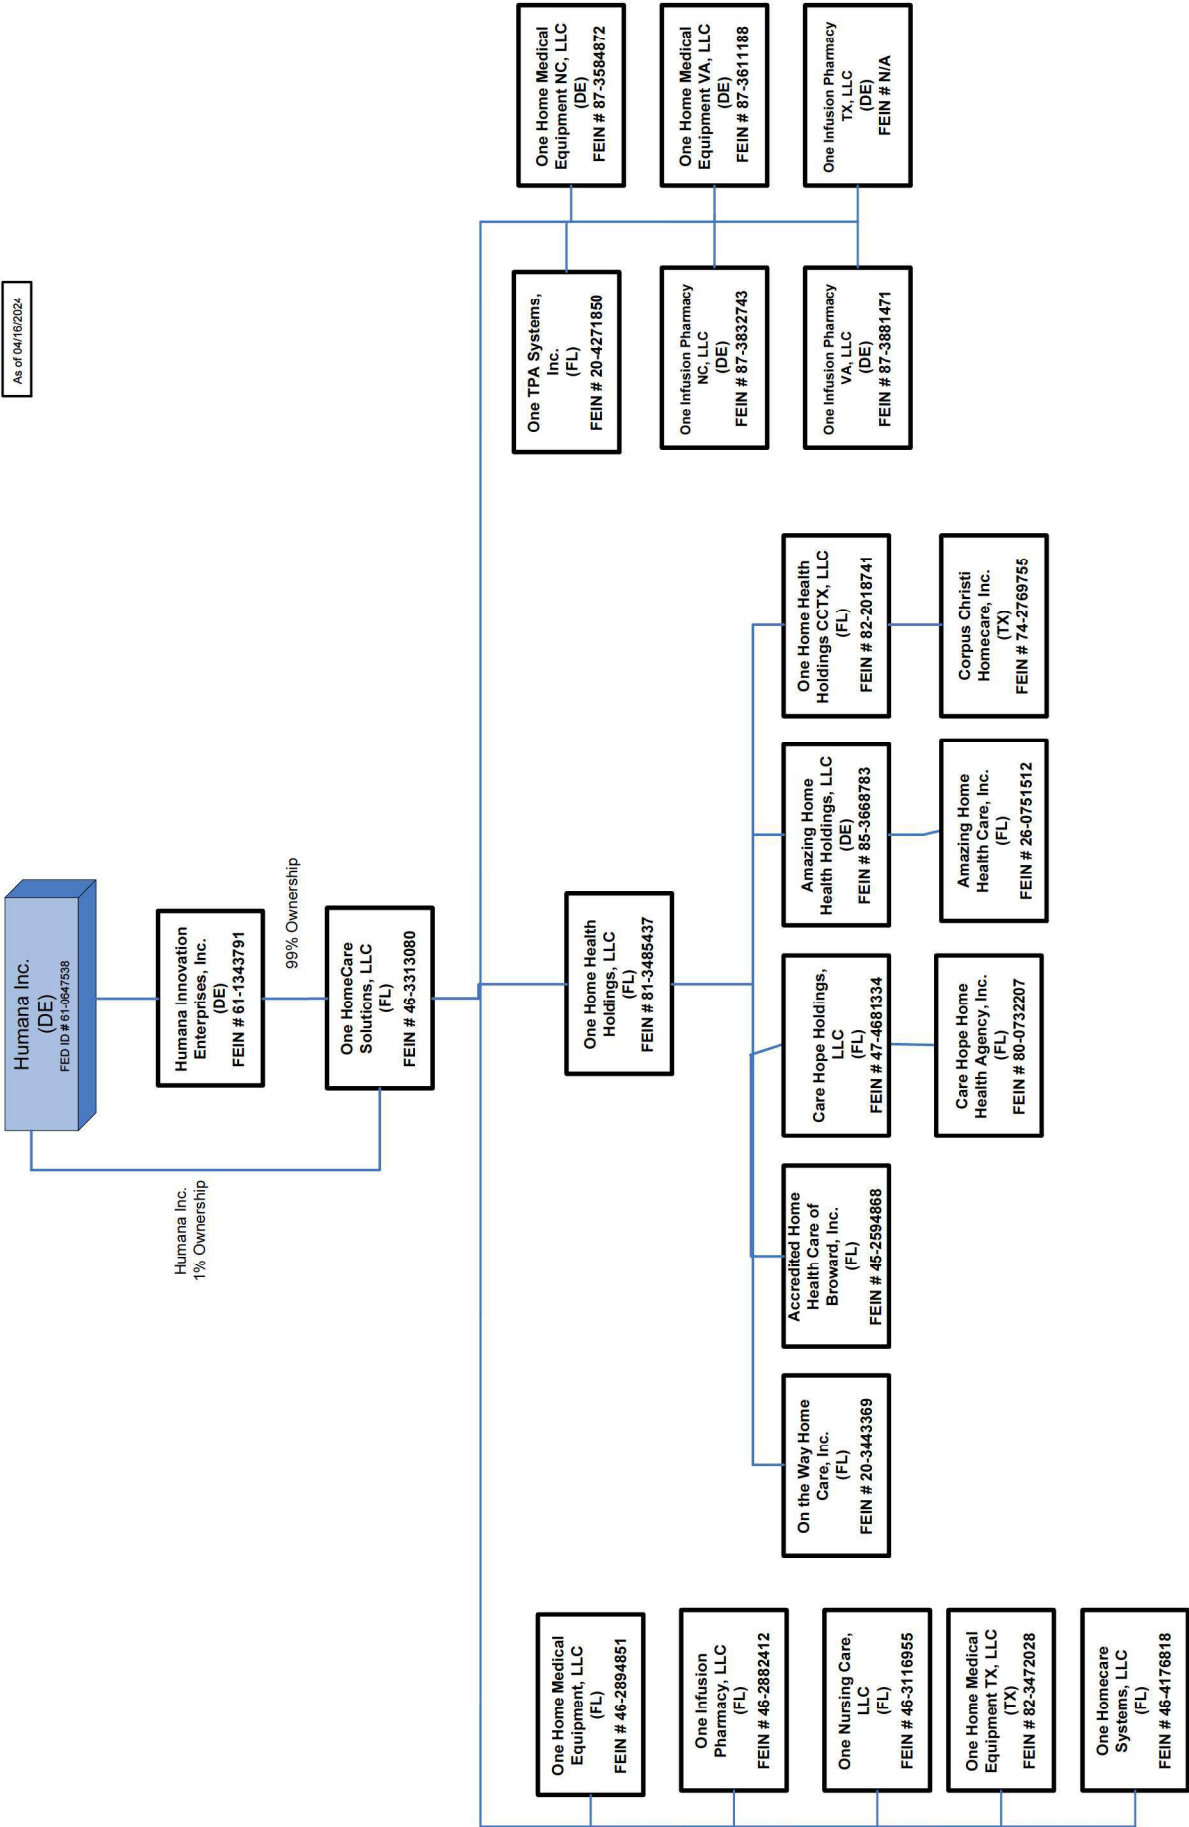 As of 04/16/2024
Humana Inc.
(DE)
FED ID # 61-0647538
Humana Inc.
1% Ownership
Humana Innovation
Enterprises, Inc.
(DE)
FEIN # 61-1343791
99% Ownership
One HomeCare
Solutions, LLC
(FL)
FEIN # 46-3313080
One Home Medical
Equipment, LLC
(FL)
FEIN # 46-2894851
One Infusion
Pharmacy, LLC
(FL)
FEIN # 46-2882412
One Nursing Care,
LLC
(FL)
FEIN # 46-3116955
One Home Medical
Equipment TX, LLC
(TX)
FEIN # 82-3472028
One Homecare
Systems, LLC
(FL)
FEIN # 46-4176818
One Home Health
Holdings, LLC
(FL)
FEIN # 81-3485437
On the Way Home
Care, Inc.
(FL)
FEIN # 20-3443369
Accredited Home
Health Care of
Broward, Inc.
(FL)
FEIN # 45-2594868
Care Hope Holdings,
LLC
(FL)
FEIN # 47-4681334
Care Hope Home
Health Agency, Inc.
(FL)
FEIN # 80-0732207
Amazing Home
Health Holdings, LLC
(DE)
FEIN # 85-3668783
Amazing Home
Health Care, Inc.
(FL)
FEIN # 26-0751512
One Home Health
Holdings CCTX, LLC
(FL)
FEIN # 82-2018741
Corpus Christi
Homecare, Inc.
(TX)
FEIN # 74-2769755
One TPA Systems,
Inc.
(FL)
FEIN # 20-4271850
One Infusion Pharmacy
NC, LLC
(DE)
FEIN # 87-3832743
One Infusion Pharmacy
VA, LLC
(DE)
FEIN # 87-3881471
One Home Medical
Equipment NC, LLC
(DE)
FEIN # 87-3584872
One Home Medical
Equipment VA, LLC
(DE)
FEIN # 87-3611188
One Infusion Pharmacy
TX, LLC
(DE)
FEIN # N/A